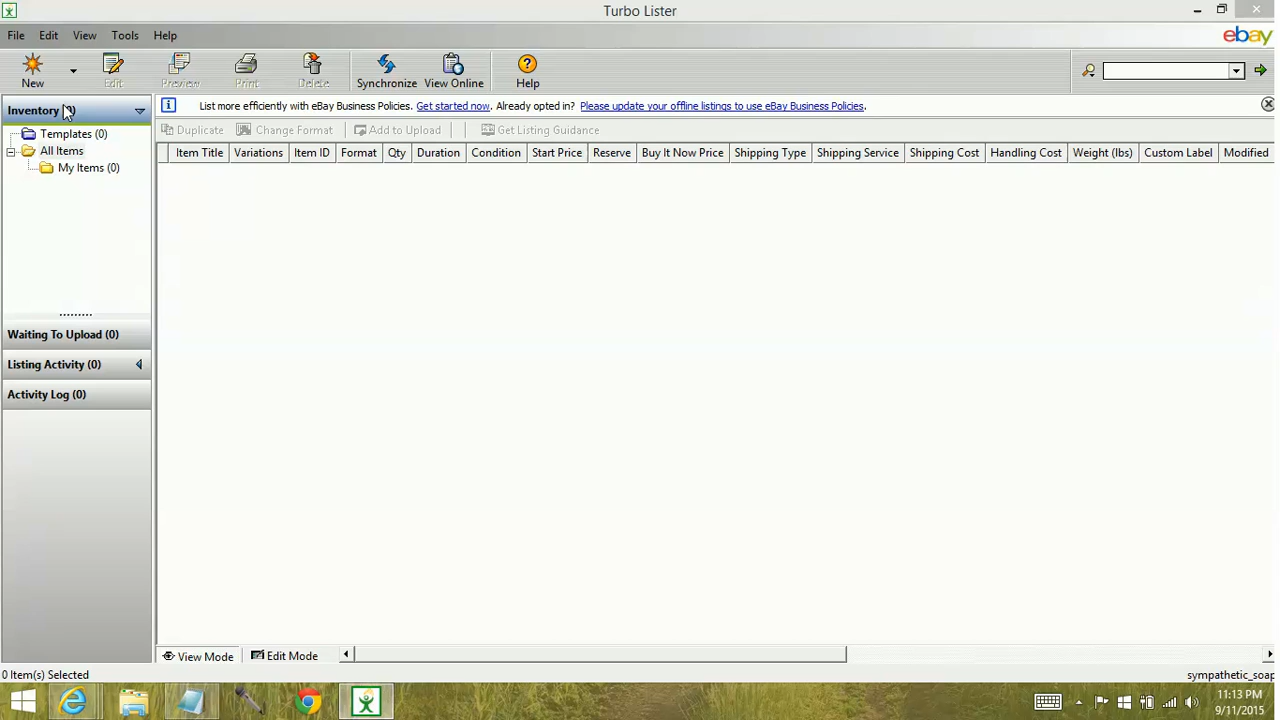 Turbo Lister
File Edit View Tools Help
ebay
New Edit Preview Print Delete Synchronize View Online Help
Inventory
List more efficiently with eBay Business Policies. Get started now. Already opted in? Please update your offline listings to use eBay Business Policies.
Duplicate Change Format Add to Upload Get Listing Guidance
Templates (0)
All Items
My Items (0)
Item Title Variations Item ID Format Qty Duration Condition Start Price Reserve Buy It Now Price Shipping Type Shipping Service Shipping Cost Handling Cost Weight (lbs) Custom Label Modified
Waiting To Upload (0)
Listing Activity (0)
Activity Log (0)
View Mode Edit Mode
0 Item(s) Selected
sympathetic_soap
11:13 PM
9/11/2015